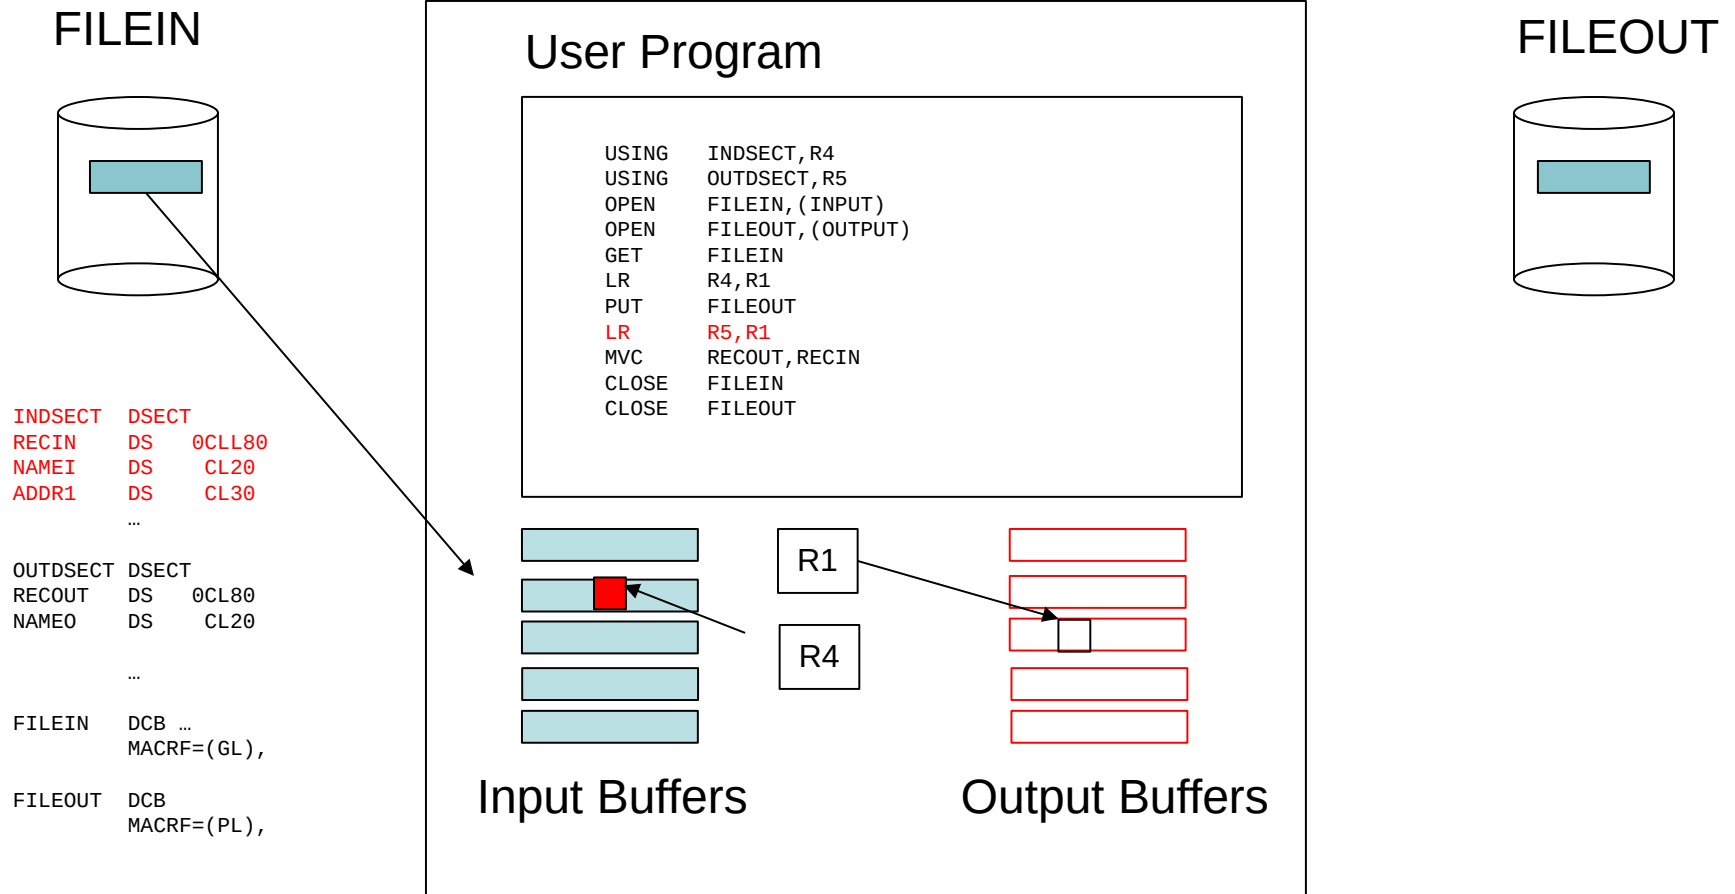 FILEIN
User Program
FILEOUT
USING INDSECT,R4
USING OUTDSECT,R5
OPEN FILEIN,(INPUT)
OPEN FILEOUT,(OUTPUT)
GET FILEIN
LR R4,R1
PUT FILEOUT
LR R5,R1
MVC RECOUT,RECIN
CLOSE FILEIN
CLOSE FILEOUT
INDSECT DSECT
RECIN DS 0CLL80
NAMEI DS CL20
ADDR1 DS CL30
…
OUTDSECT DSECT
RECOUT DS 0CL80
NAMEO DS CL20
…
FILEIN DCB …
MACRF=(GL),
FILEOUT DCB
MACRF=(PL),
R1
R4
Input Buffers
Output Buffers